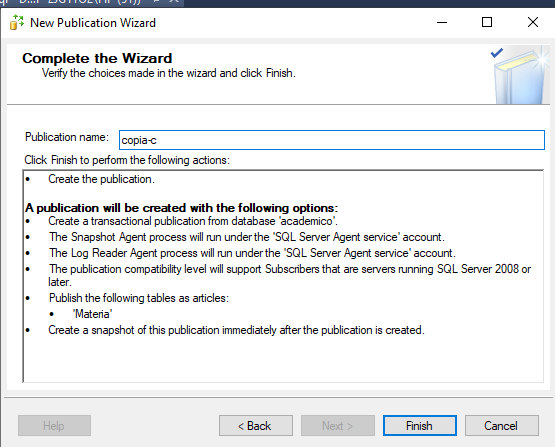 New Publication Wizard
Complete the Wizard
Verify the choices made in the wizard and click Finish.
Publication name: copia-c
Click Finish to perform the following actions:
• Create the publication.
A publication will be created with the following options:
• Create a transactional publication from database 'academico'.
• The Snapshot Agent process will run under the 'SQL Server Agent service' account.
• The Log Reader Agent process will run under the 'SQL Server Agent service' account.
• The publication compatibility level will support Subscribers that are servers running SQL Server 2008 or
later.
• Publish the following tables as articles:
• 'Materia'
• Create a snapshot of this publication immediately after the publication is created.
Help < Back Next > Finish Cancel